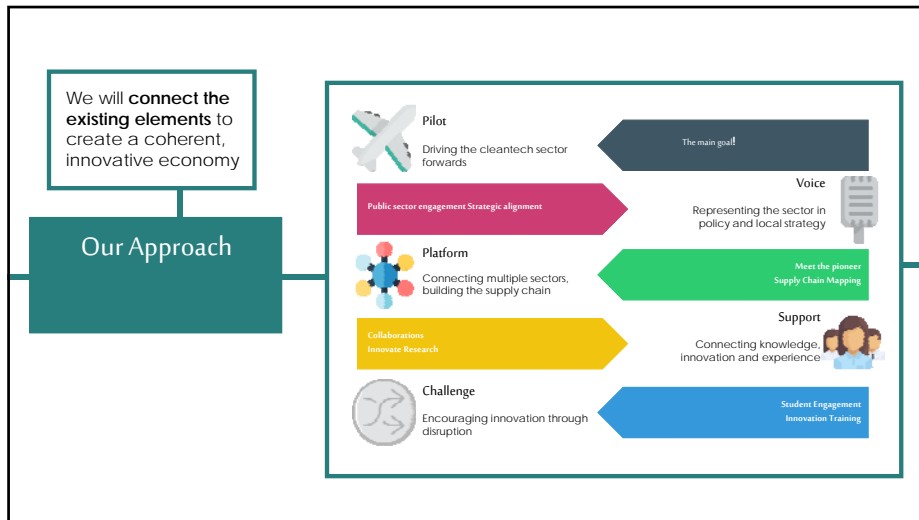 We will connect the
existing elements to
create a coherent,
innovative economy
Our Approach
Pilot
Driving the cleantech sector
forwards
The main goal!
Public sector engagement Strategic alignment
Voice
Representing the sector in
policy and local strategy
Platform
Connecting multiple sectors,
building the supply chain
Meet the pioneer
Supply Chain Mapping
Collaborations
Innovate Research
Support
Connecting knowledge,
innovation and experience
Challenge
Encouraging innovation through
disruption
Student Engagement
Innovation Training